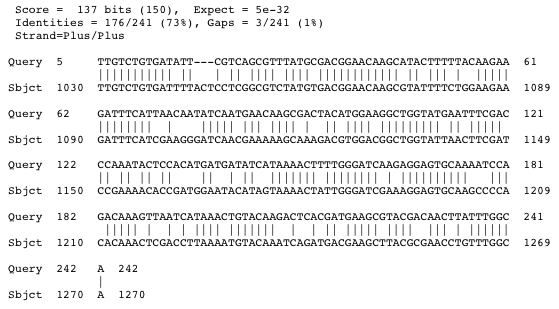 Score = 137 bits (150), Expect = 5e-32
Identities = 176/241 (73%), Gaps = 3/241 (1%)
Strand=Plus/Plus
Query 5 TTGTCTGTGATATT---CGTCAGCGTTTATGCGACGGAACAAGCATACTTTTTACAAGAA 61
Sbjct 1030 TTGTCTGTGATTTTACTCCTCGGCGTCTATGTGACGGAACAAGCGTATTTTCTGGAAGAA 1089
Query 62 GATTTCATTAACAATATCAATGAACAAGCGACTACATGGAAGGCTGGTATGAATTTCGAC 121
Sbjct 1090 GATTTCATCGAAGGGATCAACGAAAAAGCAAAGACGTGGACGGCTGGTATTAACTTCGAT 1149
Query 122 CCAAATACTCCACATGATGATATCATAAAACTTTTGGGATCAAGAGGAGTGCAAAATCCA 181
Sbjct 1150 CCGAAAACACCGATGGAATACATAGTAAAACTATTGGGATCGAAAGGAGTGCAAGCCCCA 1209
Query 182 GACAAAGTTAATCATAAACTGTACAAGACTCACGATGAAGCGTACGACAACTTATTTGGC 241
Sbjct 1210 CACAAACTCGACCTTAAAATGTACAAATCAGATGACGAAGCTTACGCGAACCTGTTTGGC 1269
Query 242 A 242
Sbjct 1270 A 1270